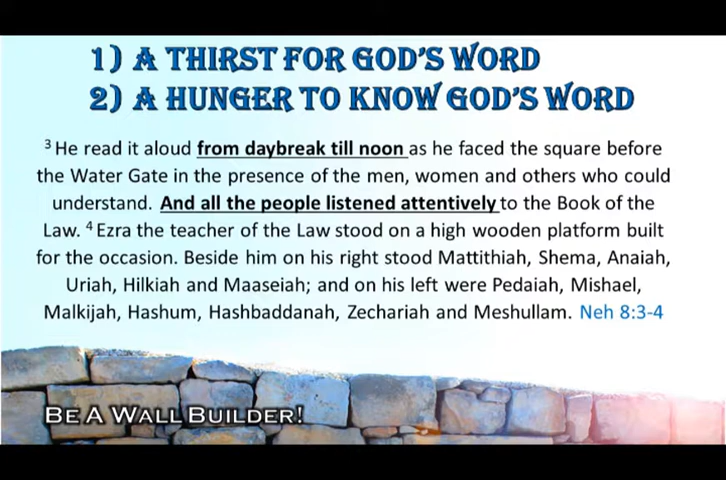 1) A THIRST FOR GOD'S WORD
2) A HUNGER TO KNOW GOD'S WORD
3 He read it aloud from daybreak till noon as he faced the square before
the Water Gate in the presence of the men, women and others who could
understand. And all the people listened attentively to the Book of the
Law. 4 Ezra the teacher of the Law stood on a high wooden platform built
for the occasion. Beside him on his right stood Mattithiah, Shema, Anaiah,
Uriah, Hilkiah and Maaseiah; and on his left were Pedaiah, Mishael,
Malkijah, Hashum, Hashbaddanah, Zechariah and Meshullam. Neh 8:3-4
BE A WALL BUILDER!